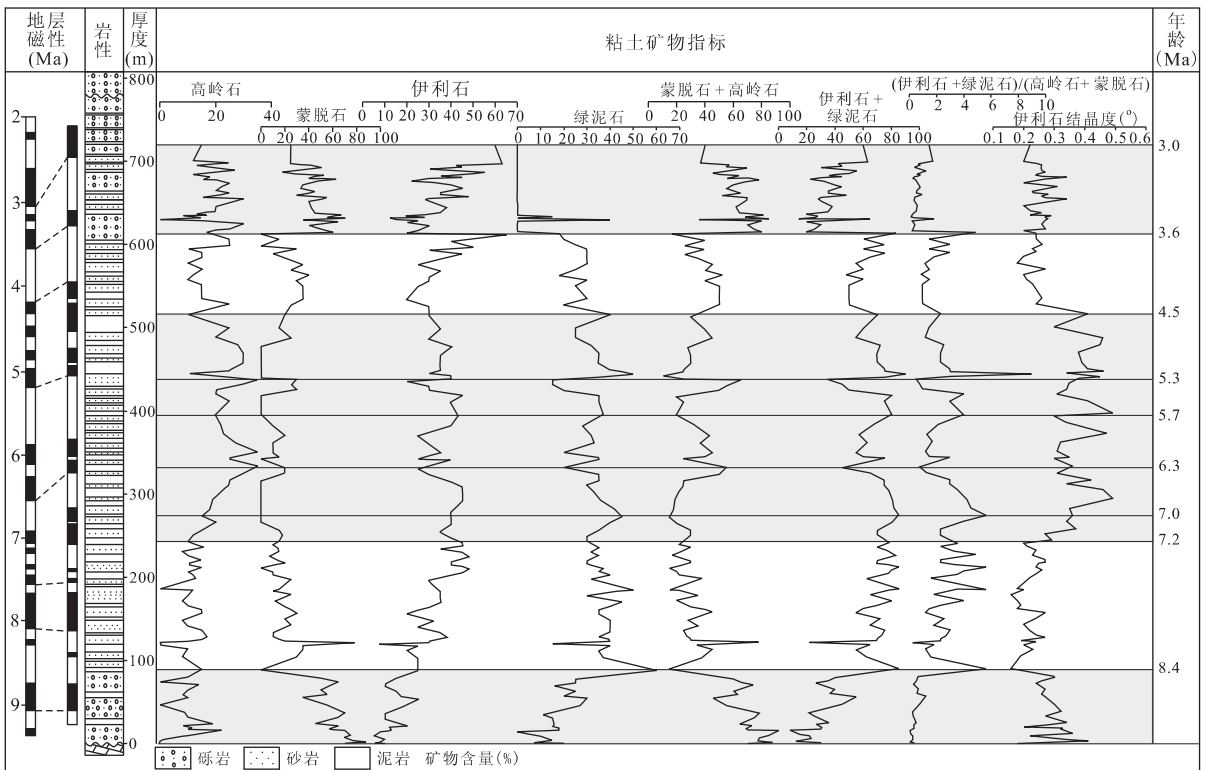 地层磁性(Ma)
岩性
厚度(m)
粘土矿物指标
年龄(Ma)
高岭石
0 20 40
蒙脱石
0 20 40 60 80 100
伊利石
0 10 20 30 40 50 60 70
绿泥石
0 10 20 30 40 50 60 70
蒙脱石+高岭石
0 20 40 60 80 100
伊利石+绿泥石
0 20 40 60 80 100
(伊利石+绿泥石)/(高岭石+蒙脱石)
0 2 4 6 8 10
伊利石结晶度(°)
0.1 0.2 0.3 0.4 0.5 0.6
2
3
4
5
6
7
8
9
800
700
600
500
400
300
200
100
0
3.0
3.6
4.5
5.3
5.7
6.3
7.0
7.2
8.4
砾岩 砂岩 泥岩 矿物含量(%)